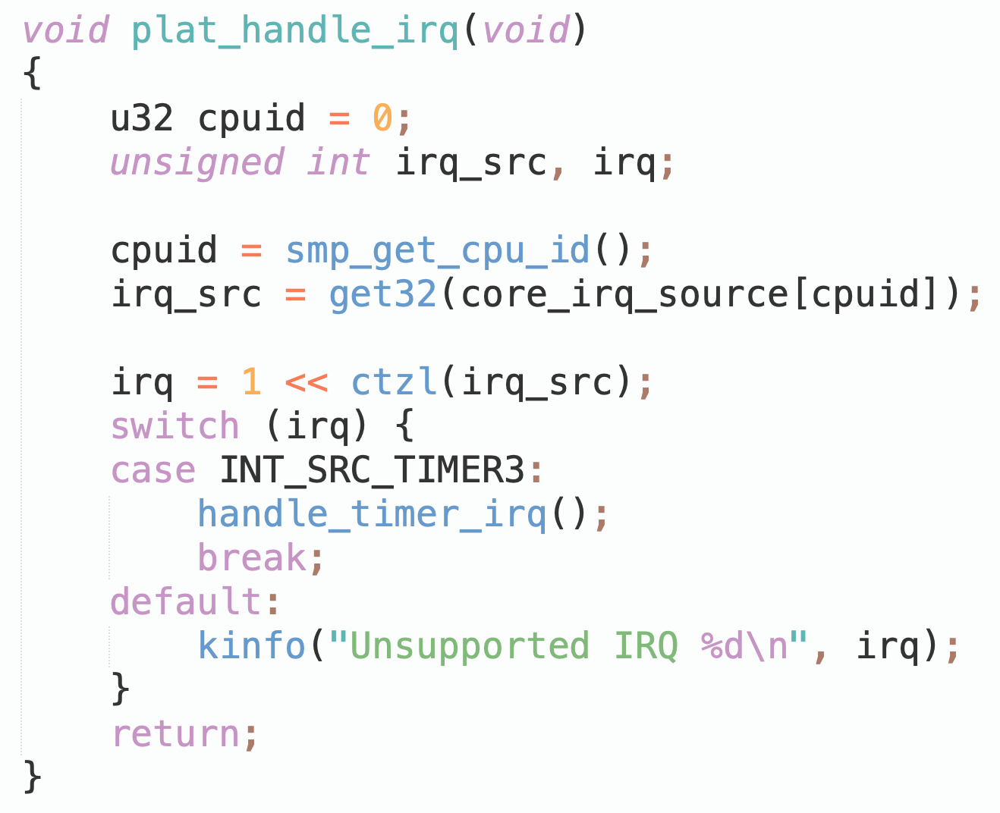 void plat_handle_irq(void)
{
    u32 cpuid = 0;
    unsigned int irq_src, irq;

    cpuid = smp_get_cpu_id();
    irq_src = get32(core_irq_source[cpuid]);

    irq = 1 << ctzl(irq_src);
    switch (irq) {
    case INT_SRC_TIMER3:
        handle_timer_irq();
        break;
    default:
        kinfo("Unsupported IRQ %d\n", irq);
    }
    return;
}